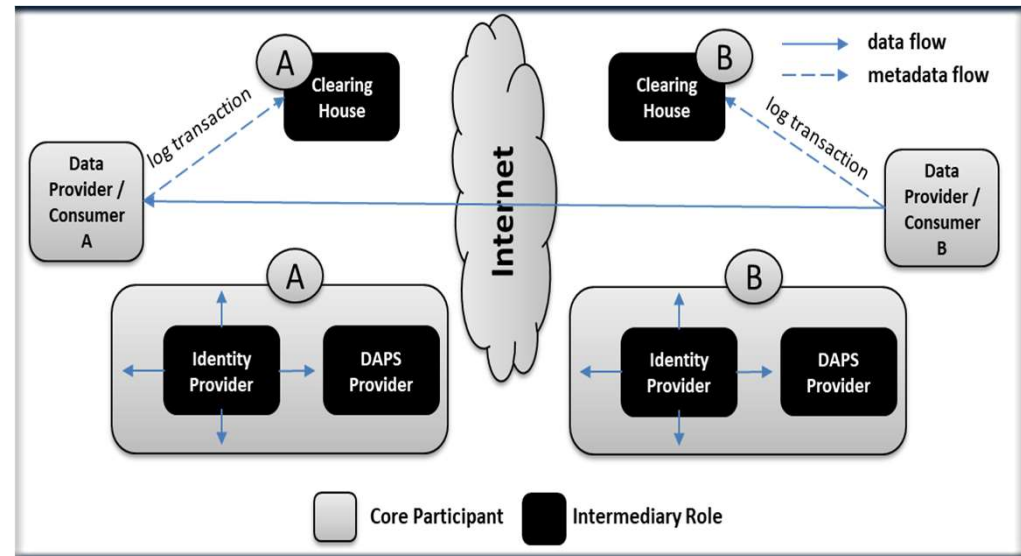 A
Clearing
House
log transaction
Data
Provider /
Consumer
A
Internet
B
Clearing
House
log transaction
data flow
metadata flow
Data
Provider /
Consumer
B
A
Identity
Provider
DAPS
Provider
B
Identity
Provider
DAPS
Provider
Core Participant
Intermediary Role